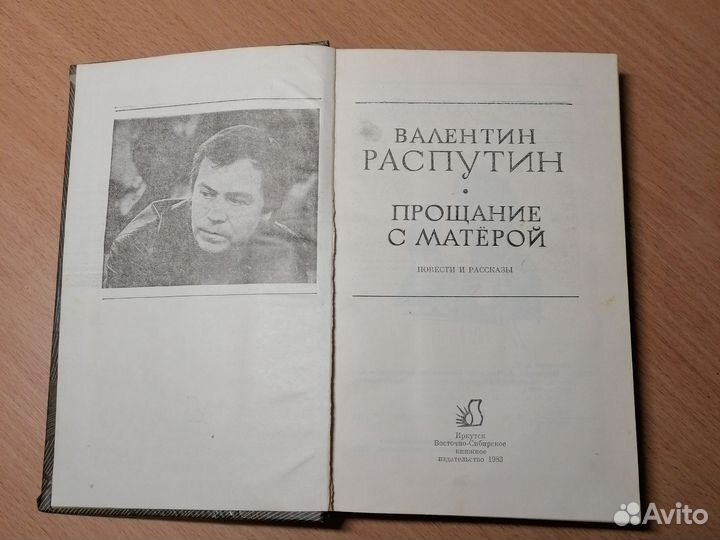 ВАЛЕНТИН
РАСПУТИН
ПРОЩАНИЕ
С МАТЁРОЙ
ПОВЕСТИ И РАССКАЗЫ
Иркутск
Восточно-Сибирское
книжное
издательство 1983
Avito